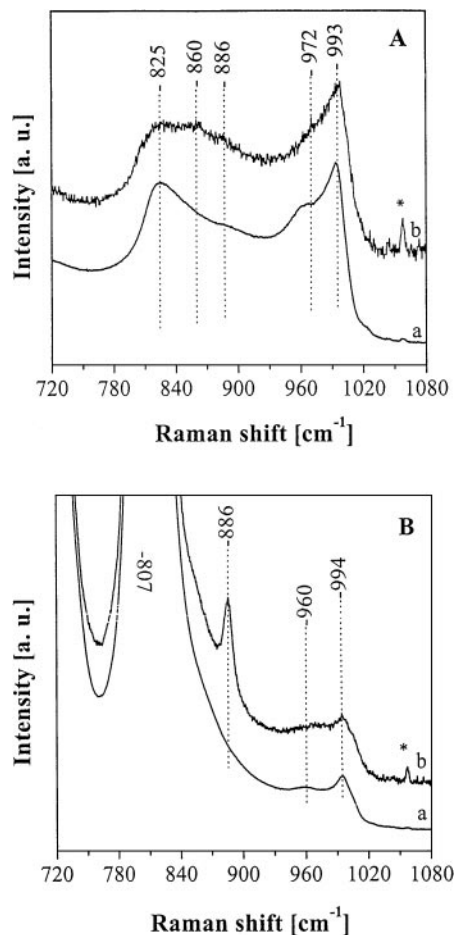 A
825
860
886
972
993
*
b
a
Intensity [a. u.]
720 780 840 900 960 1020 1080
Raman shift [cm⁻¹]
B
-807
886
960
994
*
b
a
Intensity [a. u.]
720 780 840 900 960 1020 1080
Raman shift [cm⁻¹]